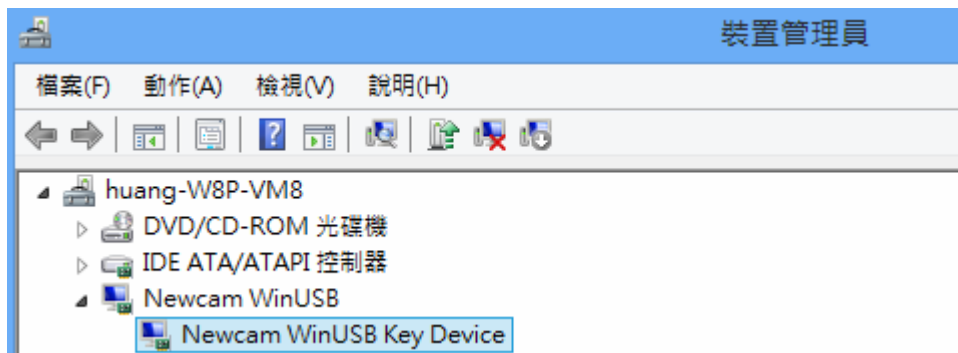 裝置管理員
檔案(F) 動作(A) 檢視(V) 說明(H)
huang-W8P-VM8
DVD/CD-ROM 光碟機
IDE ATA/ATAPI 控制器
Newcam WinUSB
Newcam WinUSB Key Device